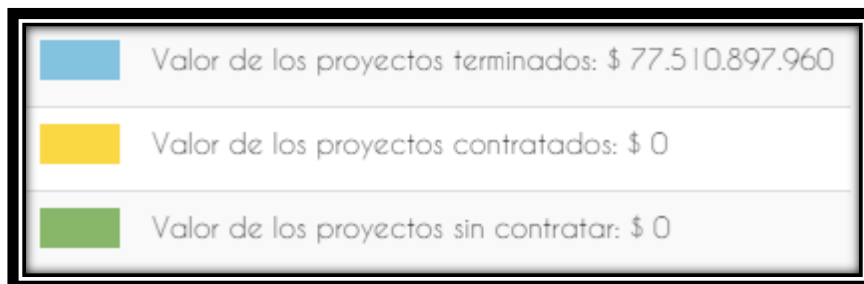 Valor de los proyectos terminados: $ 77.510.897.960
Valor de los proyectos contratados: $ 0
Valor de los proyectos sin contratar: $ 0